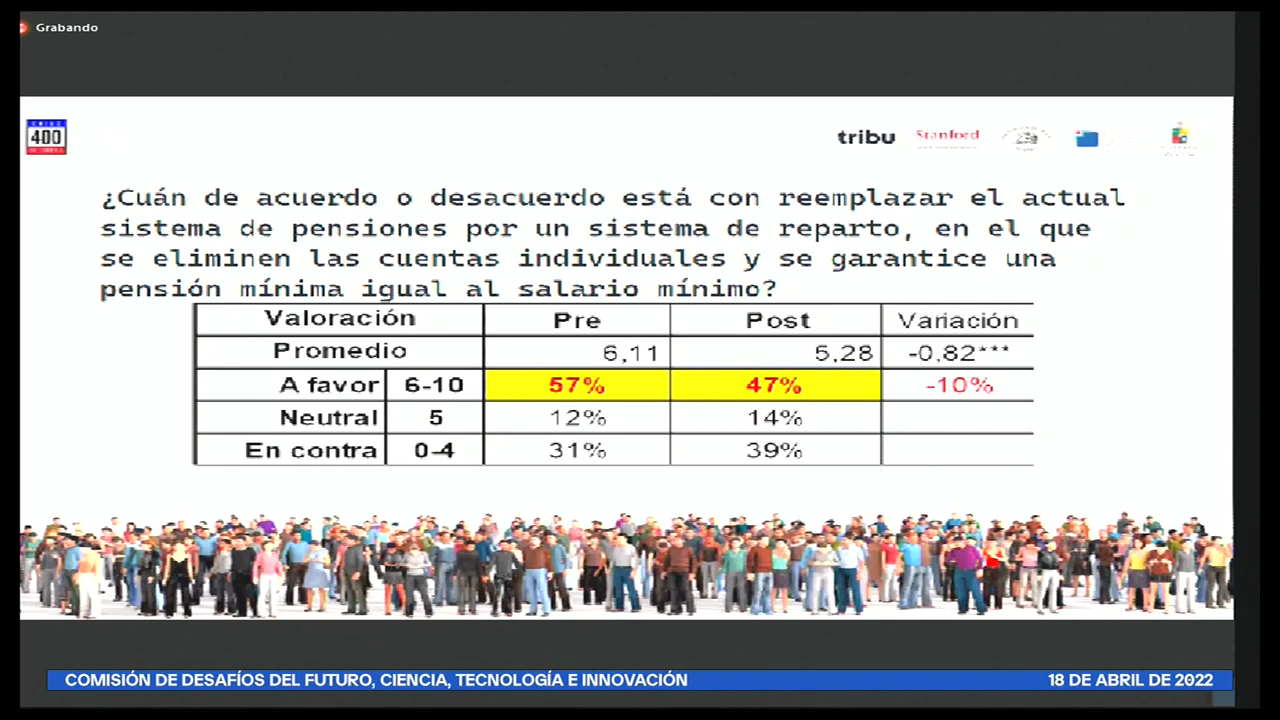 Grabando
400
tribu
Stanford
¿Cuán de acuerdo o desacuerdo está con reemplazar el actual
sistema de pensiones por un sistema de reparto, en el que
se eliminen las cuentas individuales y se garantice una
pensión mínima igual al salario mínimo?
Valoración Pre Post Variación
Promedio 6,11 5,28 -0,82***
A favor 6-10 57% 47% -10%
Neutral 5 12% 14%
En contra 0-4 31% 39%
COMISIÓN DE DESAFÍOS DEL FUTURO, CIENCIA, TECNOLOGÍA E INNOVACIÓN
18 DE ABRIL DE 2022